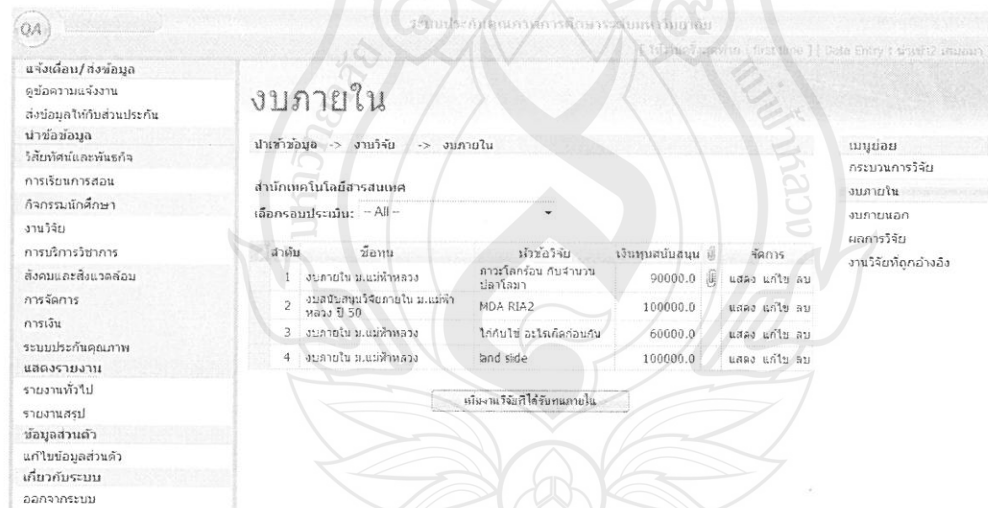 QA
ระบบประกันคุณภาพการศึกษาระดับมหาวิทยาลัย
[ first time ] [ Data Entry :
แจ้งเตือน/ส่งข้อมูล
ดูข้อความแจ้งงาน
ส่งข้อมูลให้กับส่วนประกัน
นำข้อข้อมูล
วิสัยทัศน์และพันธกิจ
การเรียนการสอน
กิจกรรมนักศึกษา
งานวิจัย
การบริการวิชาการ
สังคมและสิ่งแวดล้อม
การจัดการ
การเงิน
ระบบประกันคุณภาพ
แสดงรายงาน
รายงานทั่วไป
รายงานสรุป
ข้อมูลส่วนตัว
แก้ไขข้อมูลส่วนตัว
เกี่ยวกับระบบ
ออกจากระบบ
งบภายใน
นำเข้าข้อมูล -> งานวิจัย -> งบภายใน
สำนักเทคโนโลยีสารสนเทศ
เลือกรอบประเมิน: -- All --
ลำดับ ชื่อทุน หัวข้อวิจัย เงินทุนสนับสนุน จัดการ
1 งบภายใน ม.แม่ฟ้าหลวง ภาวะโลกร้อน กับจำนวนปลาโลมา 90000.0 แสดง แก้ไข ลบ
2 งบสนับสนุนวิจัยภายใน ม.แม่ฟ้าหลวง ปี 50 MDA RIA2 100000.0 แสดง แก้ไข ลบ
3 งบภายใน ม.แม่ฟ้าหลวง ไก่กับไข่ อะไรเกิดก่อนกัน 60000.0 แสดง แก้ไข ลบ
4 งบภายใน ม.แม่ฟ้าหลวง land side 100000.0 แสดง แก้ไข ลบ
เพิ่มงานวิจัยที่ได้รับทุนภายใน
เมนูย่อย
กระบวนการวิจัย
งบภายใน
งบภายนอก
ผลการวิจัย
งานวิจัยที่ถูกอ้างอิง
มหาวิทยาลัย
แม่ฟ้าหลวง